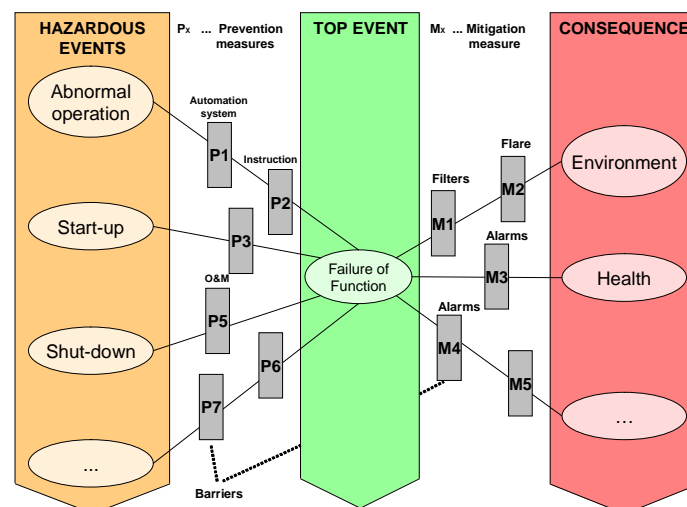 HAZARDOUS
EVENTS
Px ... Prevention
measures
TOP EVENT
Mx ... Mitigation
measure
CONSEQUENCE
Abnormal
operation
Automation
system
P1
Instruction
P2
Start-up
P3
O&M
P5
Shut-down
P6
P7
...
Barriers
Failure of
Function
Filters
M1
Flare
M2
Environment
Alarms
M3
Health
Alarms
M4
M5
...